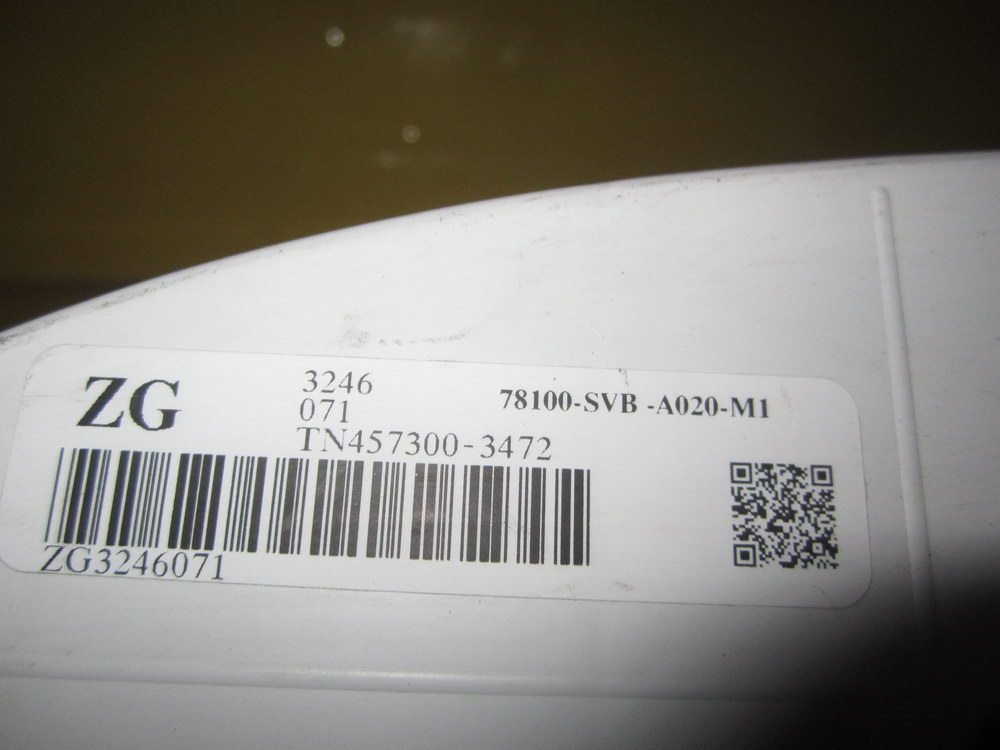 ZG
3246
071
TN457300-3472
78100-SVB -A020-M1
ZG3246071